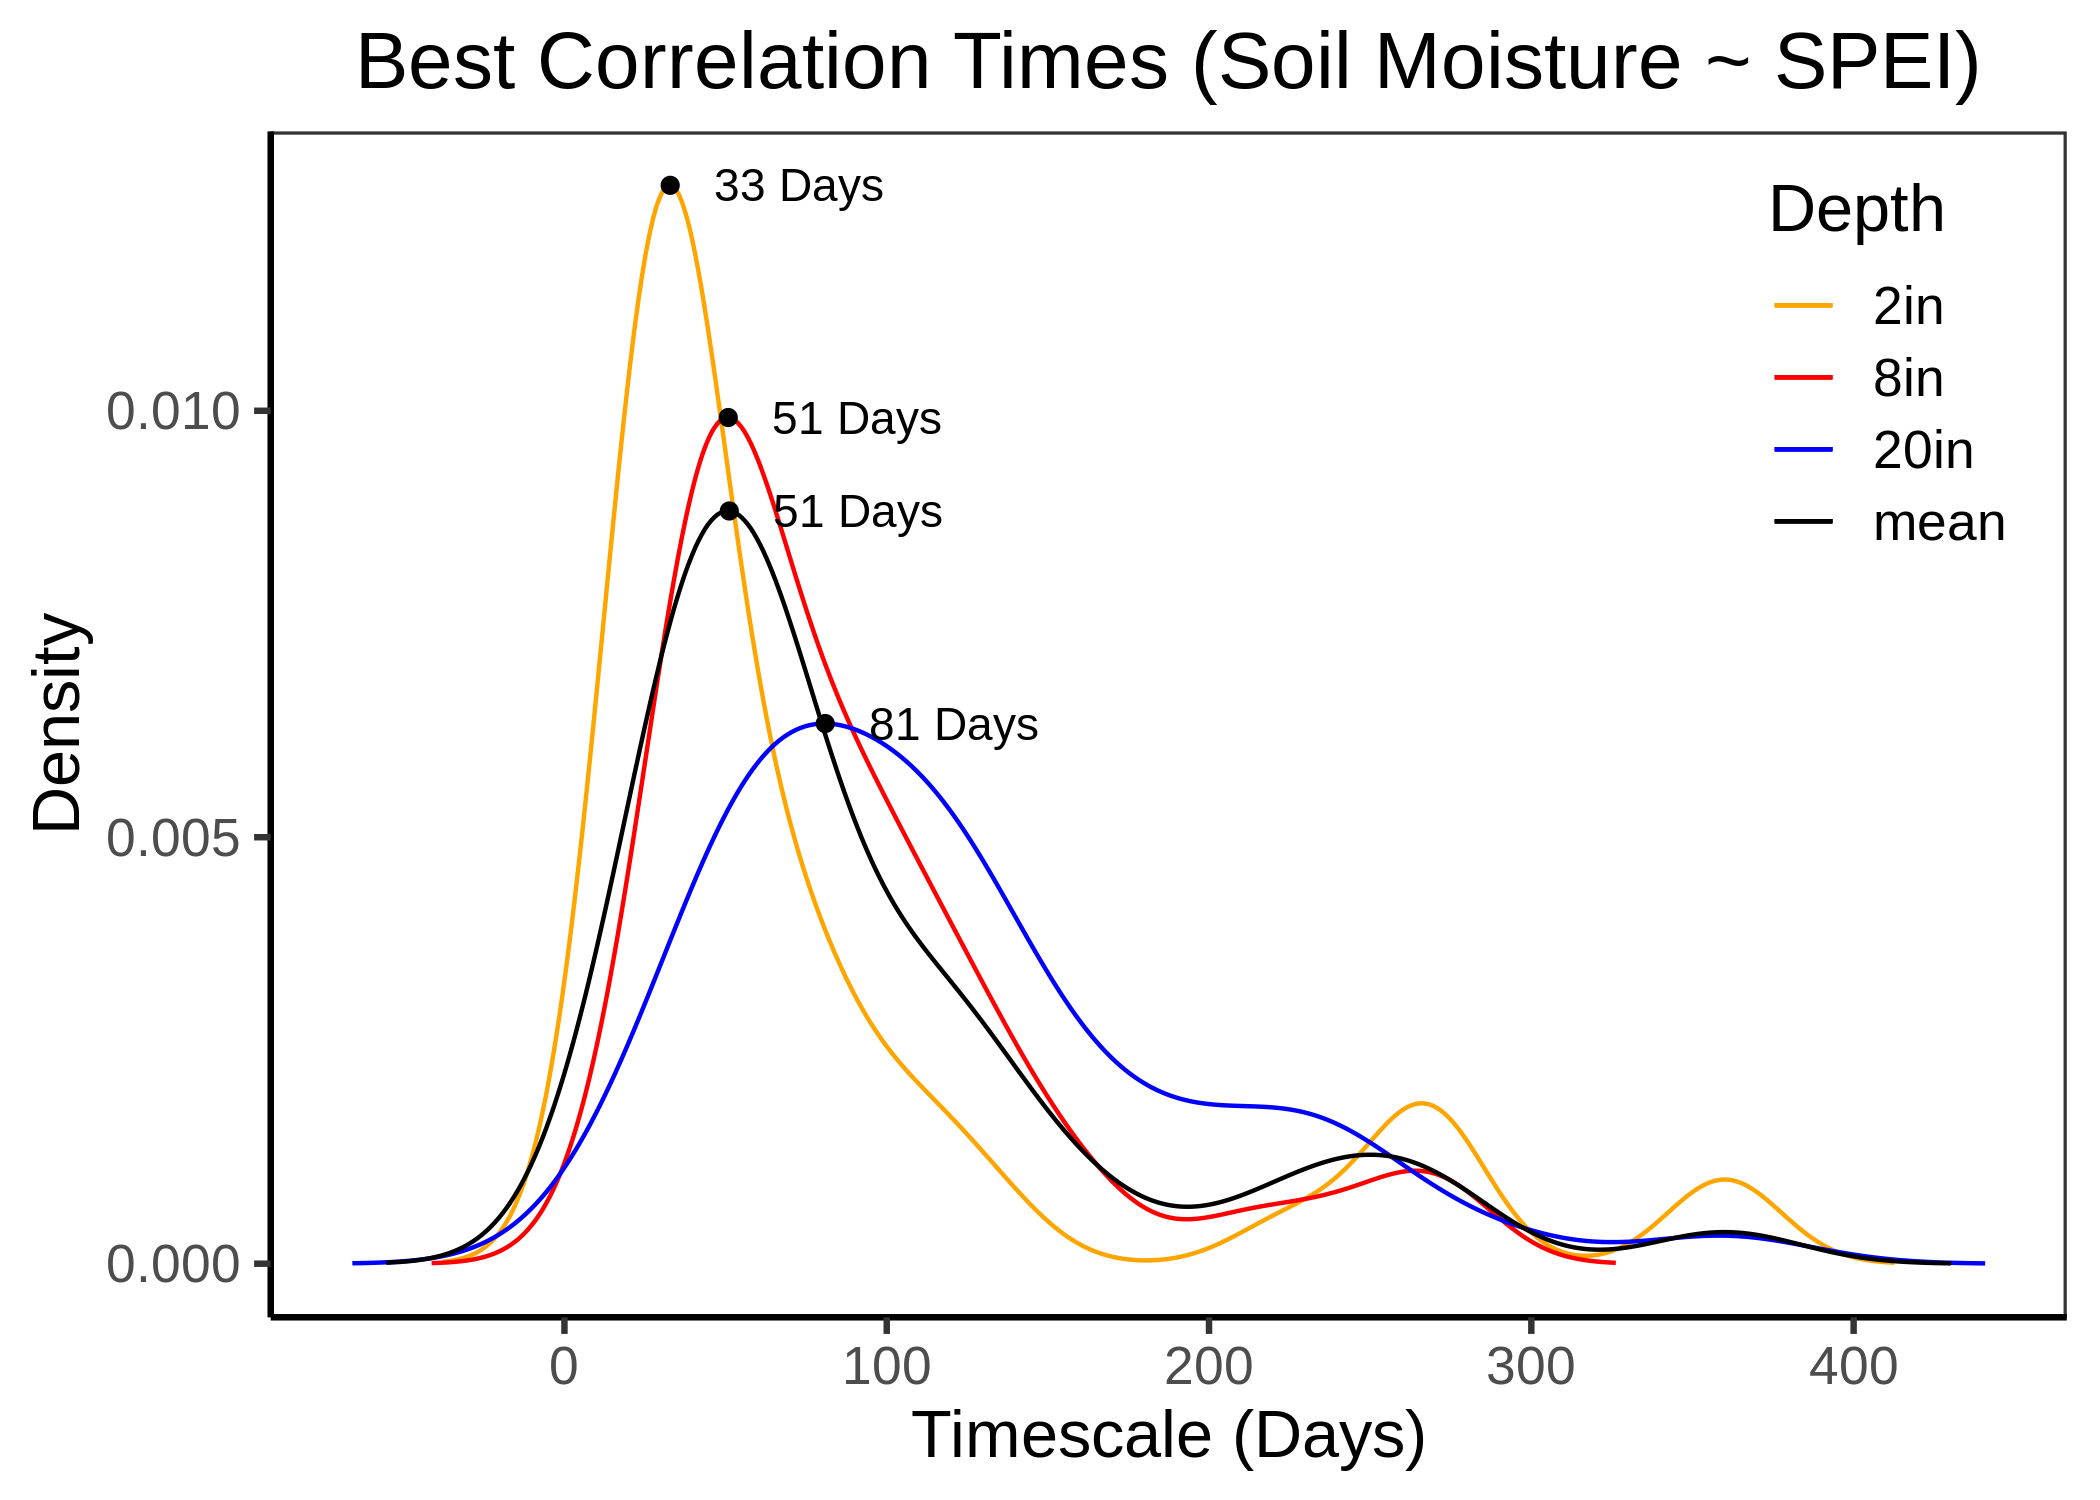 Best Correlation Times (Soil Moisture ~ SPEI)
33 Days
51 Days
51 Days
81 Days
Depth
2in
8in
20in
mean
Density
0.010
0.005
0.000
0
100
200
300
400
Timescale (Days)